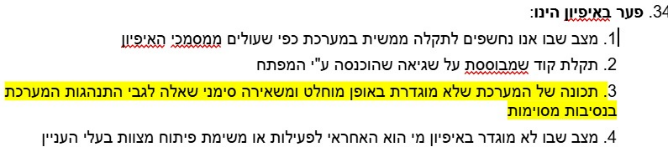 34. פער באיפיון הינו:
1. מצב שבו אנו נחשפים לתקלה ממשית במערכת כפי שעולים ממסמכי האיפיון
2. תקלת קוד שמבוססת על שגיאה שהוכנסה ע"י המפתח
3. תכונה של המערכת שלא מוגדרת באופן מוחלט ומשאירה סימני שאלה לגבי התנהגות המערכת
בנסיבות מסוימות
4. מצב שבו לא מוגדר באיפיון מי הוא האחראי לפעילות או משימת פיתוח מצוות בעלי העניין